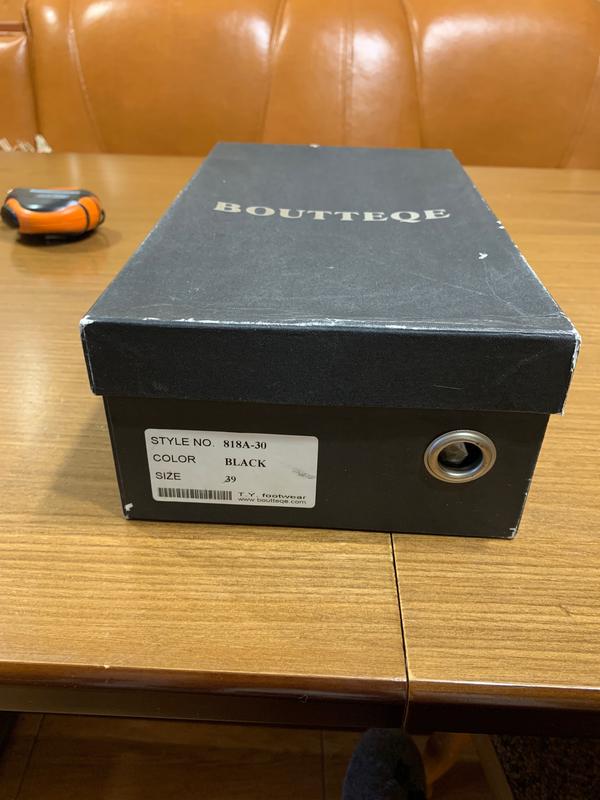 BOUTTEQE
STYLE NO. 818A-30
COLOR BLACK
SIZE 39
T.Y. footwear
www.boutteqe.com